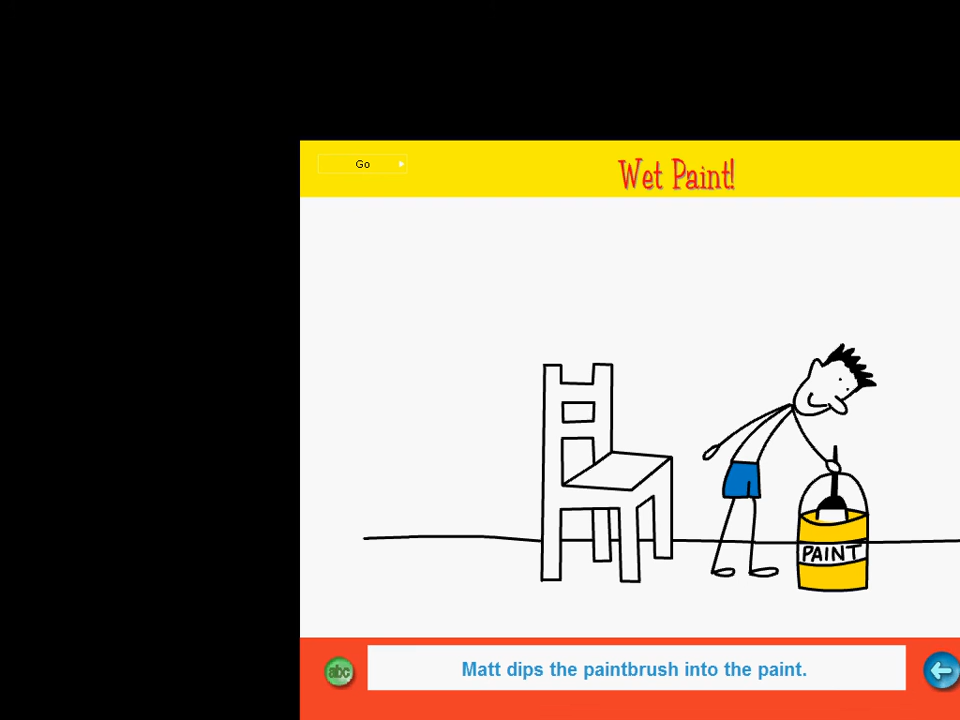 Go
Wet Paint!
PAINT
abc
Matt dips the paintbrush into the paint.